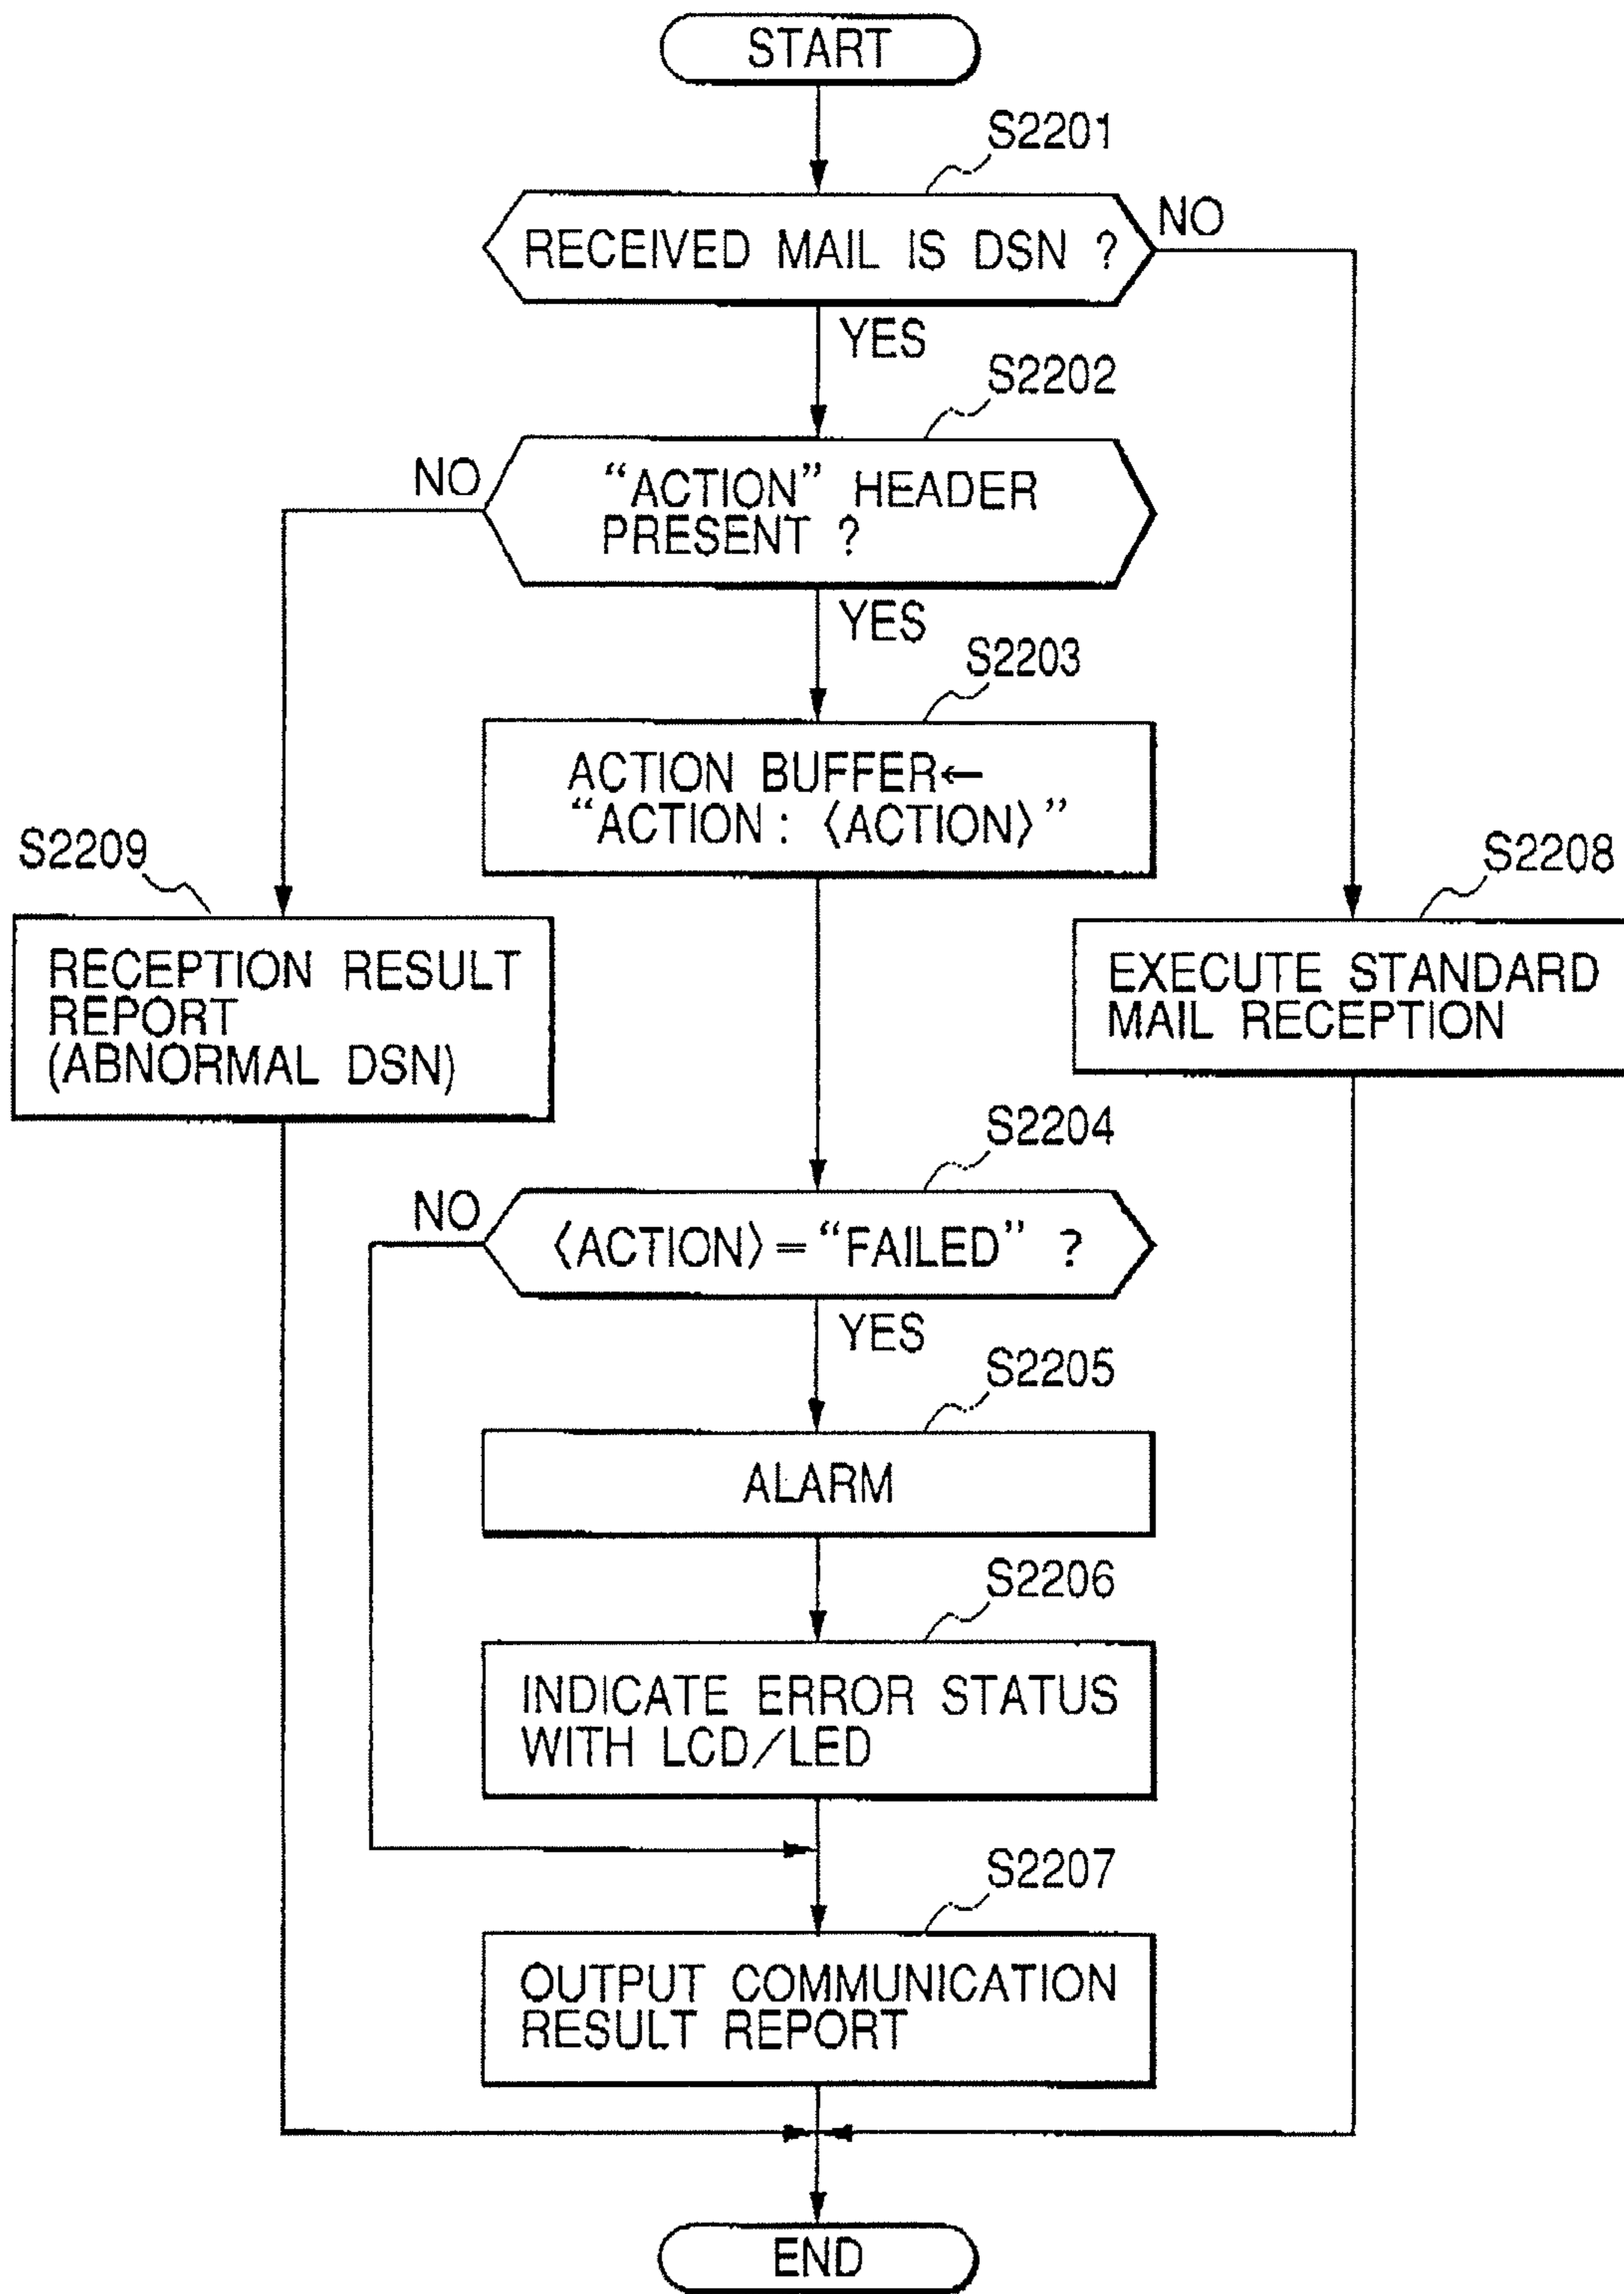 START
S2201
RECEIVED MAIL IS DSN ?
NO
YES
S2202
NO
“ACTION” HEADER
PRESENT ?
YES
S2203
ACTION BUFFER←
“ACTION : 〈ACTION〉”
S2209
S2208
RECEPTION RESULT
REPORT
(ABNORMAL DSN)
EXECUTE STANDARD
MAIL RECEPTION
S2204
NO
〈ACTION〉=“FAILED” ?
YES
S2205
ALARM
S2206
INDICATE ERROR STATUS
WITH LCD/LED
S2207
OUTPUT COMMUNICATION
RESULT REPORT
END